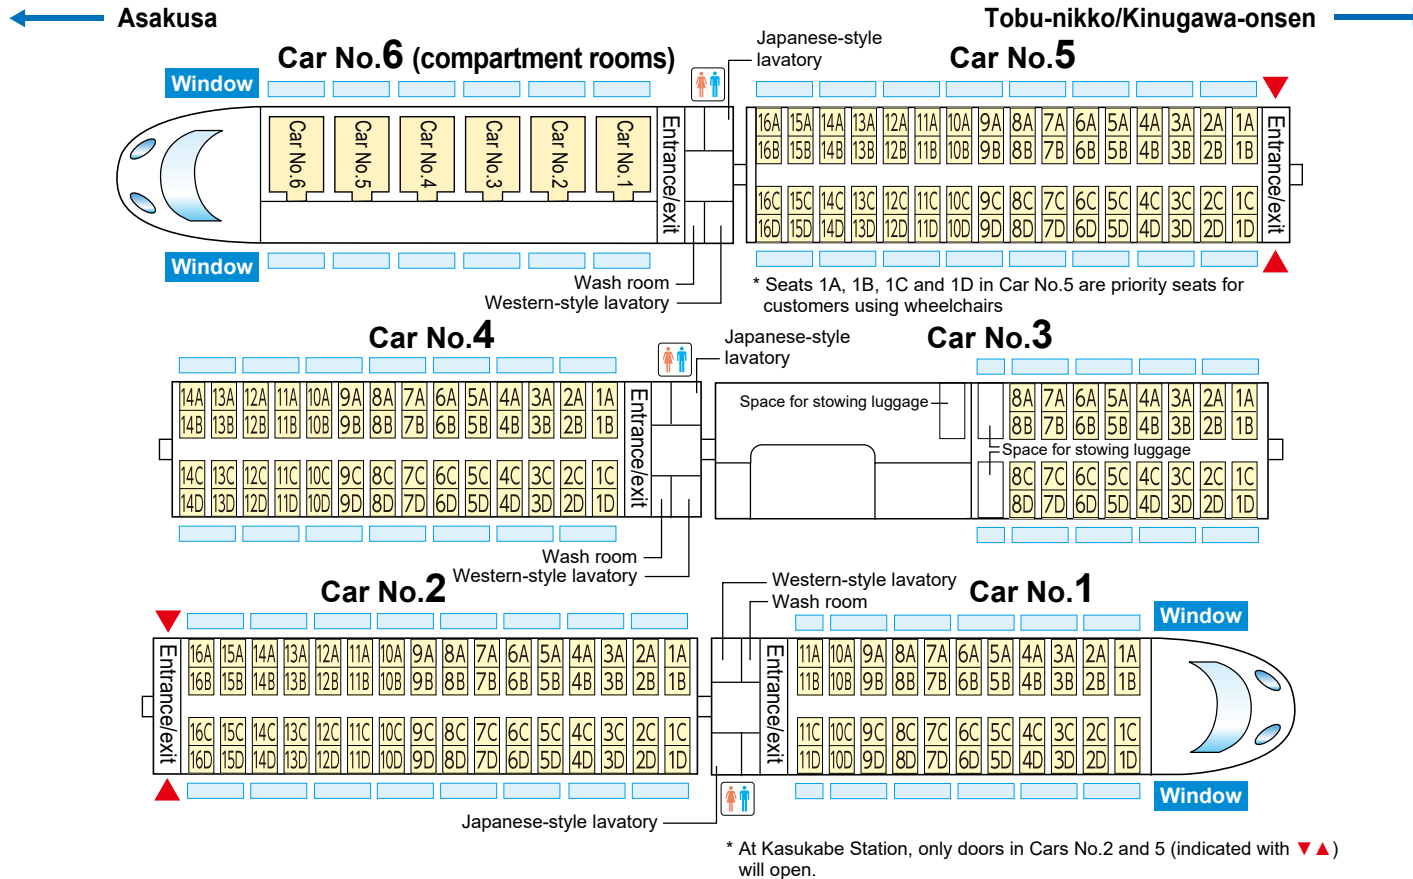 Asakusa
Tobu-nikko/Kinugawa-onsen
Car No.6 (compartment rooms)
Japanese-style
lavatory
Car No.5
Window
Car No.6
Car No.5
Car No.4
Car No.3
Car No.2
Car No.1
Entrance/exit
16A 15A 14A 13A 12A 11A 10A 9A 8A 7A 6A 5A 4A 3A 2A 1A
16B 15B 14B 13B 12B 11B 10B 9B 8B 7B 6B 5B 4B 3B 2B 1B
16C 15C 14C 13C 12C 11C 10C 9C 8C 7C 6C 5C 4C 3C 2C 1C
16D 15D 14D 13D 12D 11D 10D 9D 8D 7D 6D 5D 4D 3D 2D 1D
Entrance/exit
Window
Wash room
Western-style lavatory
* Seats 1A, 1B, 1C and 1D in Car No.5 are priority seats for
customers using wheelchairs
Car No.4
Japanese-style
lavatory
Car No.3
14A 13A 12A 11A 10A 9A 8A 7A 6A 5A 4A 3A 2A 1A
14B 13B 12B 11B 10B 9B 8B 7B 6B 5B 4B 3B 2B 1B
14C 13C 12C 11C 10C 9C 8C 7C 6C 5C 4C 3C 2C 1C
14D 13D 12D 11D 10D 9D 8D 7D 6D 5D 4D 3D 2D 1D
Entrance/exit
Space for stowing luggage
8A 7A 6A 5A 4A 3A 2A 1A
8B 7B 6B 5B 4B 3B 2B 1B
Space for stowing luggage
8C 7C 6C 5C 4C 3C 2C 1C
8D 7D 6D 5D 4D 3D 2D 1D
Wash room
Western-style lavatory
Car No.2
Western-style lavatory
Wash room
Car No.1
Window
Entrance/exit
16A 15A 14A 13A 12A 11A 10A 9A 8A 7A 6A 5A 4A 3A 2A 1A
16B 15B 14B 13B 12B 11B 10B 9B 8B 7B 6B 5B 4B 3B 2B 1B
16C 15C 14C 13C 12C 11C 10C 9C 8C 7C 6C 5C 4C 3C 2C 1C
16D 15D 14D 13D 12D 11D 10D 9D 8D 7D 6D 5D 4D 3D 2D 1D
Entrance/exit
11A 10A 9A 8A 7A 6A 5A 4A 3A 2A 1A
11B 10B 9B 8B 7B 6B 5B 4B 3B 2B 1B
11C 10C 9C 8C 7C 6C 5C 4C 3C 2C 1C
11D 10D 9D 8D 7D 6D 5D 4D 3D 2D 1D
Window
Japanese-style lavatory
* At Kasukabe Station, only doors in Cars No.2 and 5 (indicated with ▼▲)
will open.